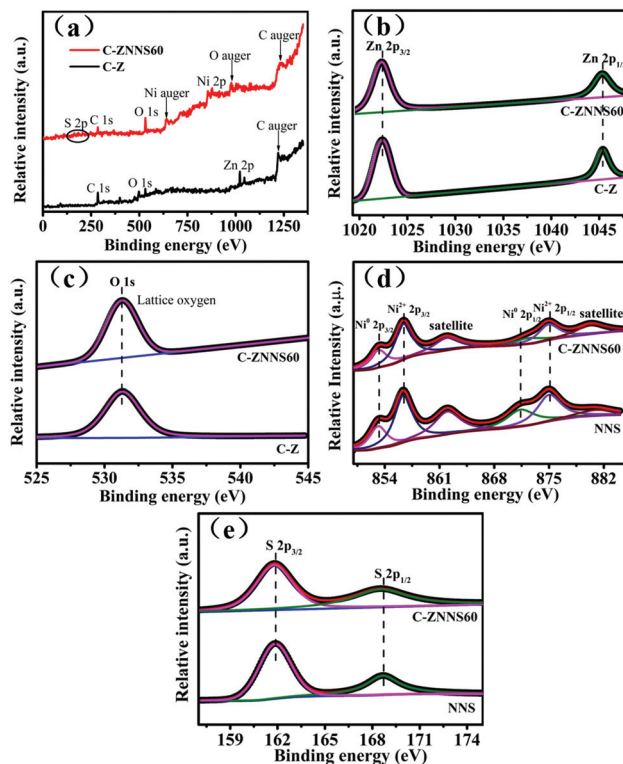 (a)
C-ZNNS60
C-Z
C auger
O auger
Ni 2p
Ni auger
O 1s
C 1s
S 2p
C auger
Zn 2p
O 1s
C 1s
Relative intensity (a.u.)
0 250 500 750 1000 1250
Binding energy (eV)
(b)
Zn 2p3/2
Zn 2p1/2
C-ZNNS60
C-Z
Relative intensity (a.u.)
1020 1025 1030 1035 1040 1045
Binding energy (eV)
(c)
O 1s
Lattice oxygen
C-ZNNS60
C-Z
Relative intensity (a.u.)
525 530 535 540 545
Binding energy (eV)
(d)
Ni⁰ 2p3/2
Ni²⁺ 2p3/2
satellite
Ni⁰ 2p1/2
Ni²⁺ 2p1/2
satellite
C-ZNNS60
NNS
Relative Intensity (a.μ.)
854 861 868 875 882
Binding energy (eV)
(e)
S 2p3/2
S 2p1/2
C-ZNNS60
NNS
Relative intensity (a.u.)
159 162 165 168 171 174
Binding energy (eV)